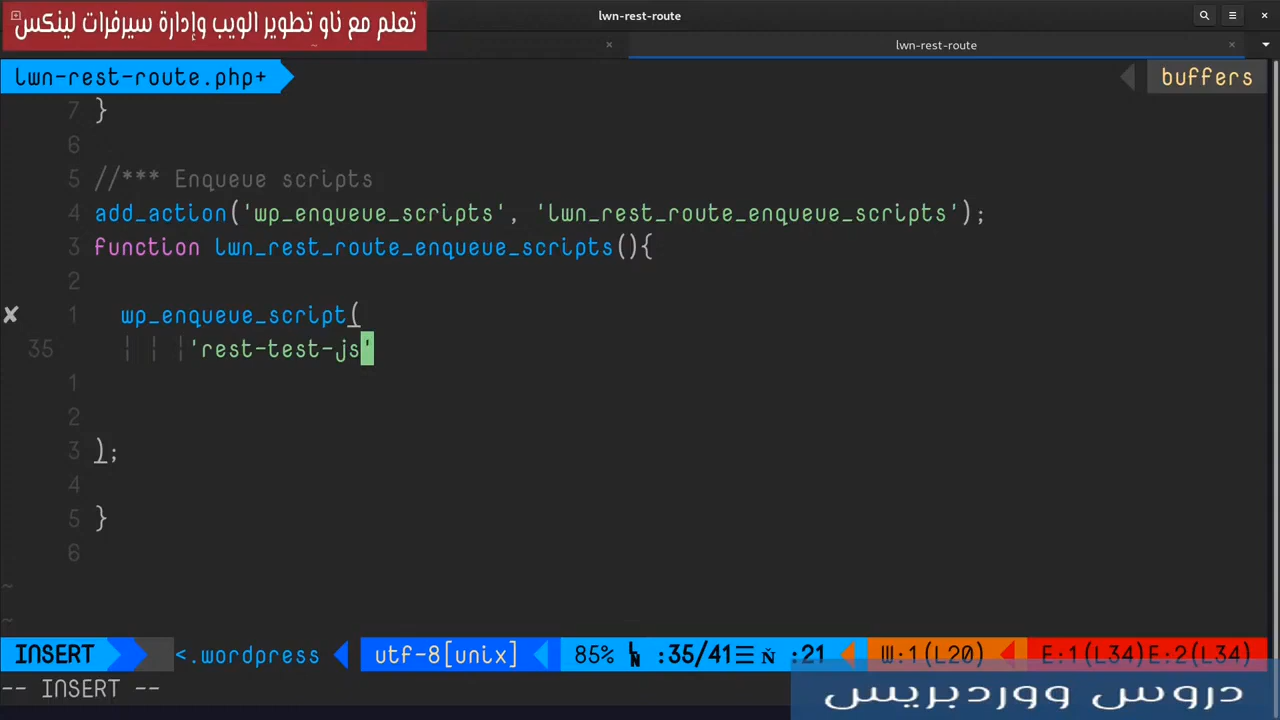 lwn-rest-route
تعلم مع ناو تطوير الويب وإدارة سيرفرات لينكس
lwn-rest-route
lwn-rest-route.php+
buffers
7 }
6
5 //*** Enqueue scripts
4 add_action('wp_enqueue_scripts', 'lwn_rest_route_enqueue_scripts');
3 function lwn_rest_route_enqueue_scripts(){
2
✘ 1 wp_enqueue_script(
35 'rest-test-js'
1
2
3 );
4
5 }
6
~
~
INSERT <.wordpress utf-8[unix] 85% :35/41 :21 W:1(L20) E:1(L34)E:2(L34)
-- INSERT --
دروس ووردبريس